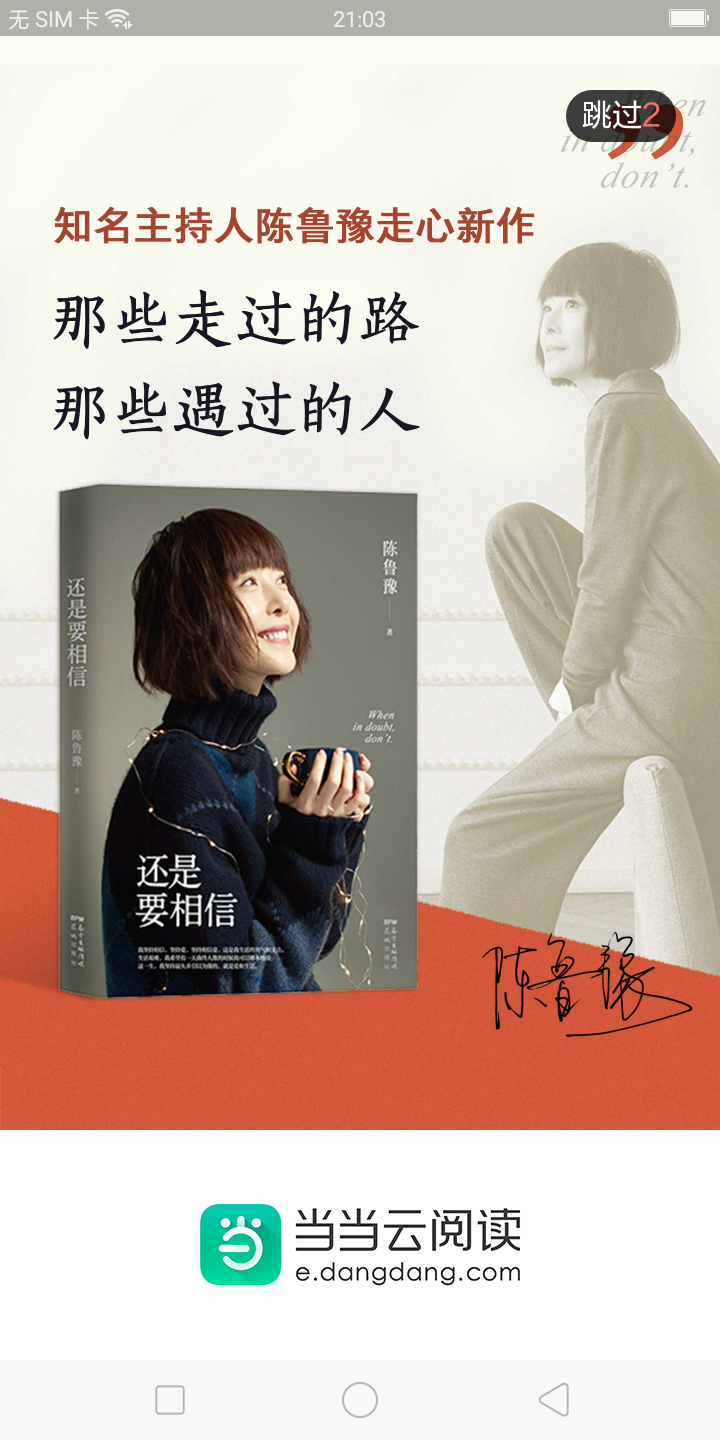 无 SIM 卡
21:03
跳过2
When
in doubt,
don't.
知名主持人陈鲁豫走心新作
那些走过的路
那些遇过的人
还是要相信
陈鲁豫
著
陈鲁豫
著
When
in doubt,
don't.
还是
要相信
陈鲁豫
当当云阅读
e.dangdang.com